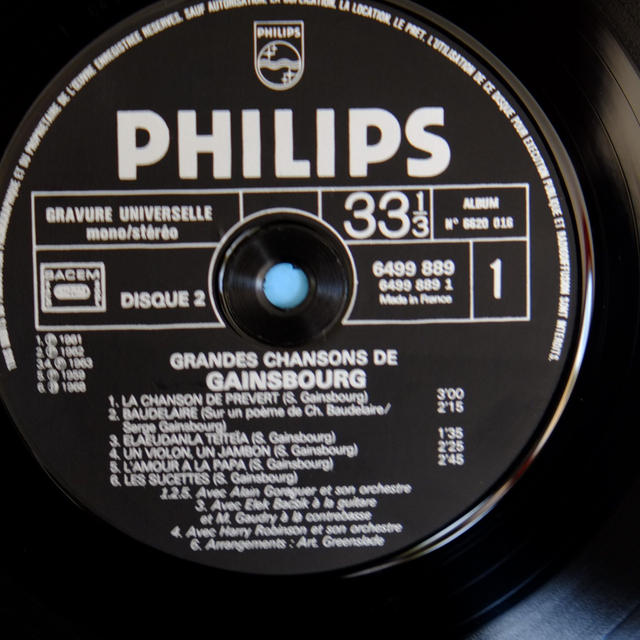 PHILIPS
PHILIPS
GRAVURE UNIVERSELLE
mono/stéréo
33 1/3
ALBUM
N° 6620 016
SACEM
DISQUE 2
6499 889
6499 889 1
Made in France
1
GRANDES CHANSONS DE
GAINSBOURG
1. LA CHANSON DE PREVERT (S. Gainsbourg) 3'00
2. BAUDELAIRE (Sur un poème de Ch. Baudelaire/ 2'15
Serge Gainsbourg)
3. ELAEUDANLA TEÏTEÏA (S. Gainsbourg) 1'35
4. UN VIOLON, UN JAMBON (S. Gainsbourg) 2'25
5. L'AMOUR A LA PAPA (S. Gainsbourg) 2'45
6. LES SUCETTES (S. Gainsbourg)
1.2.5. Avec Alain Goraguer et son orchestre
3. Avec Elek Bacsik à la guitare
et M. Gaudry à la contrebasse
4. Avec Harry Robinson et son orchestre
6. Arrangements : Art. Greenslade